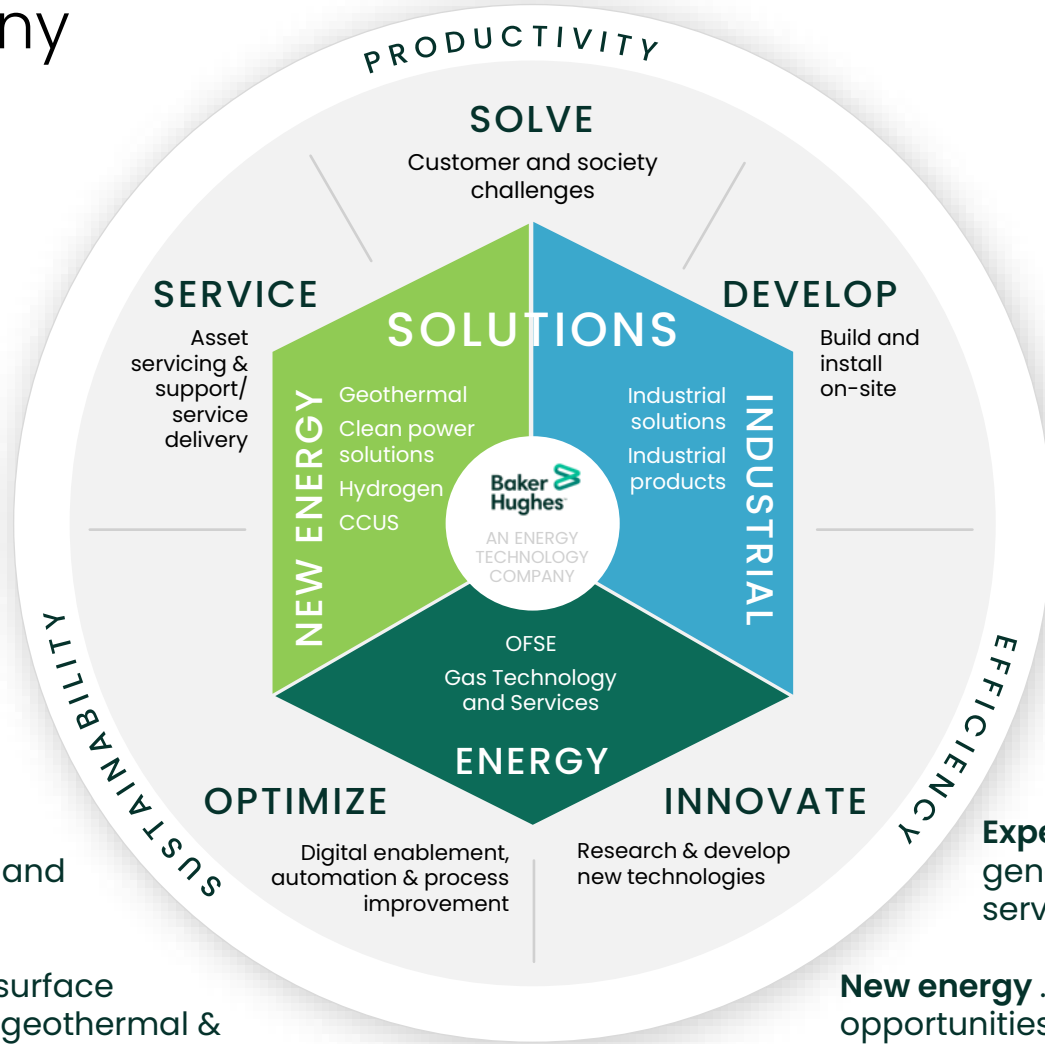 ny
PRODUCTIVITY
SOLVE
Customer and society
challenges
SERVICE
Asset
servicing &
support/
service
delivery
DEVELOP
Build and
install
on-site
SOLUTIONS
NEW ENERGY
Geothermal
Clean power
solutions
Hydrogen
CCUS
Industrial
solutions
Industrial
products
INDUSTRIAL
Baker
Hughes
AN ENERGY
TECHNOLOGY
COMPANY
OFSE
Gas Technology
and Services
ENERGY
SUSTAINABILITY
EFFICIENCY
OPTIMIZE
Digital enablement,
automation & process
improvement
INNOVATE
Research & develop
new technologies
and
surface
geothermal &
Expe
gen
serv
New energy .
opportunities